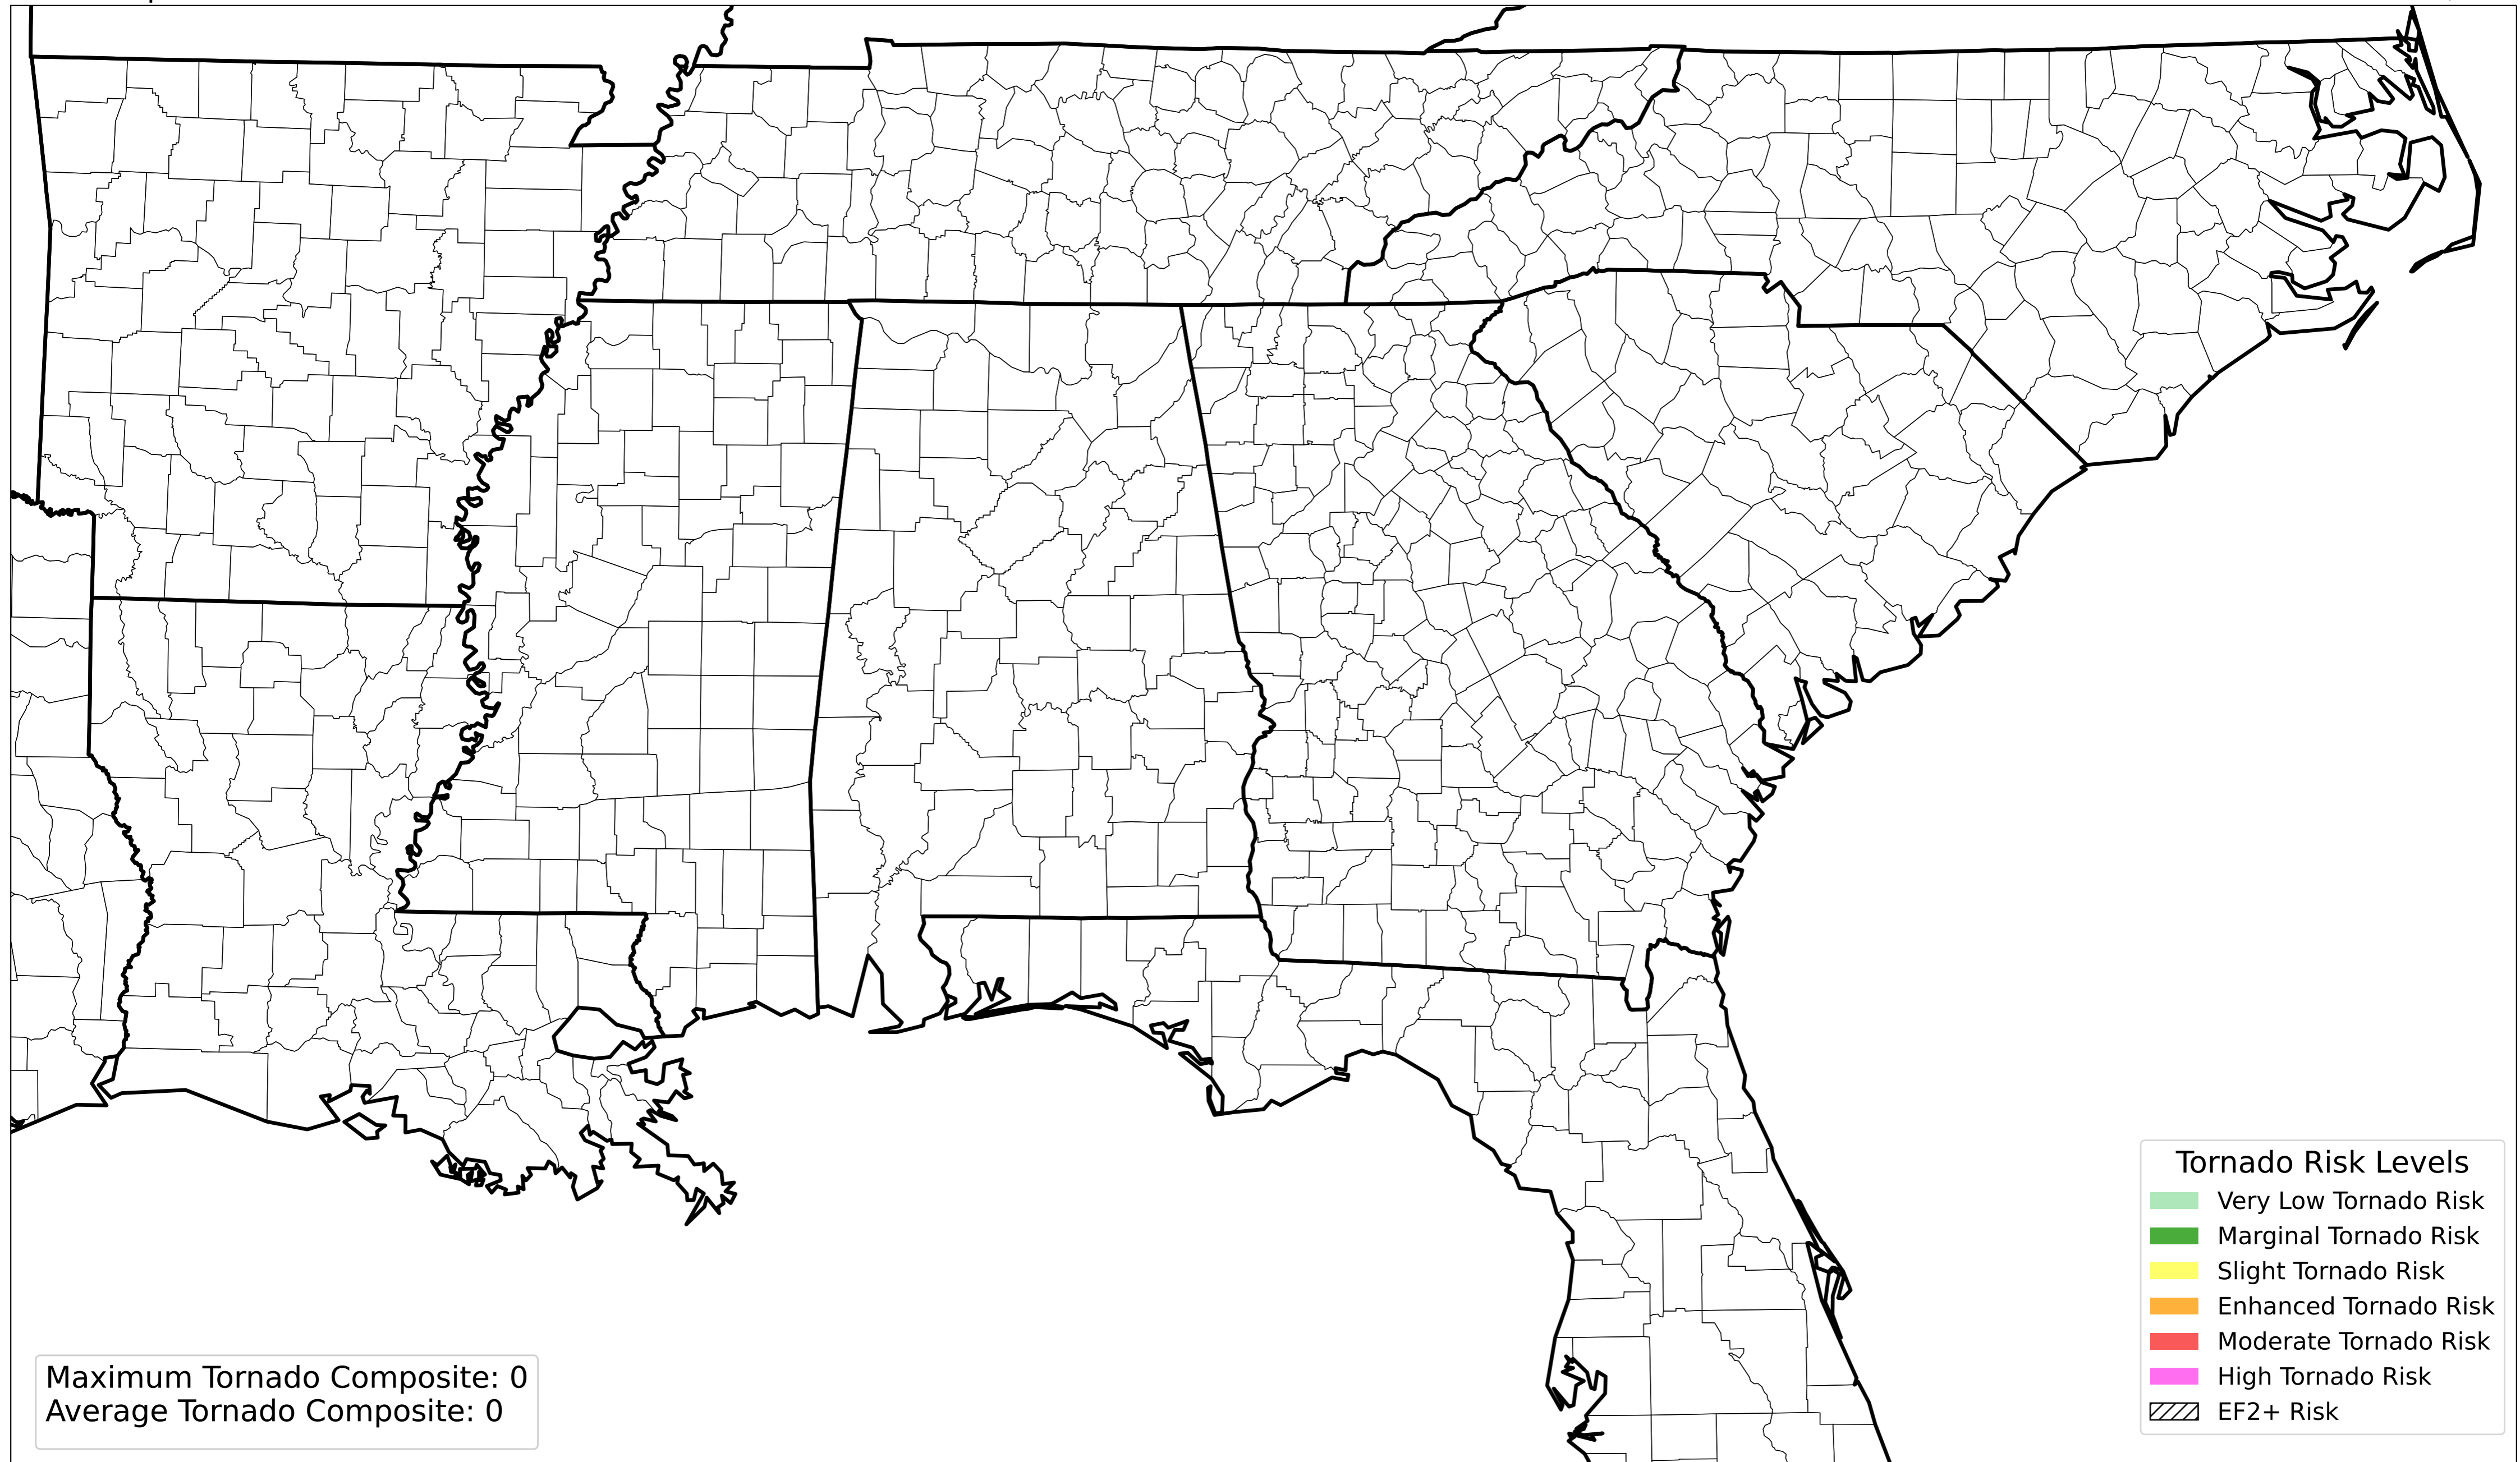 Maximum Tornado Composite: 0
Average Tornado Composite: 0
Tornado Risk Levels
Very Low Tornado Risk
Marginal Tornado Risk
Slight Tornado Risk
Enhanced Tornado Risk
Moderate Tornado Risk
High Tornado Risk
EF2+ Risk